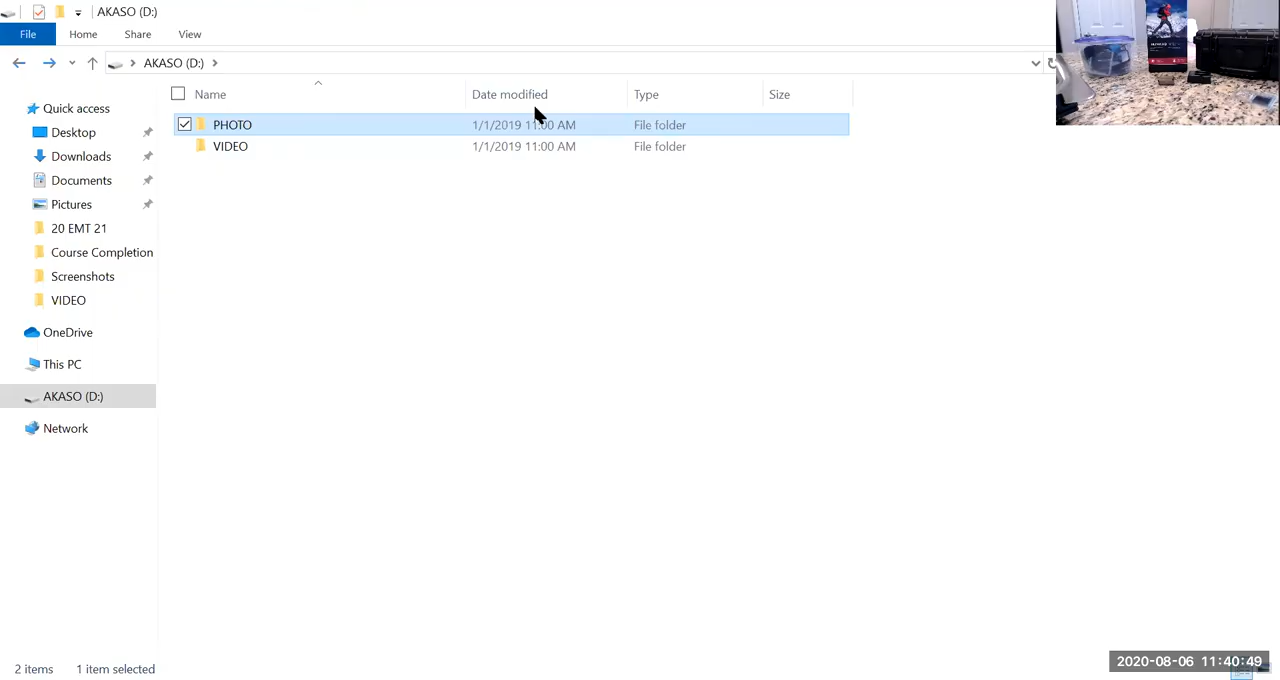 AKASO (D:)
File Home Share View
AKASO (D:)
Name Date modified Type Size
PHOTO 1/1/2019 11:00 AM File folder
VIDEO 1/1/2019 11:00 AM File folder
Quick access
Desktop
Downloads
Documents
Pictures
20 EMT 21
Course Completion
Screenshots
VIDEO
OneDrive
This PC
AKASO (D:)
Network
2 items 1 item selected
2020-08-06 11:40:49